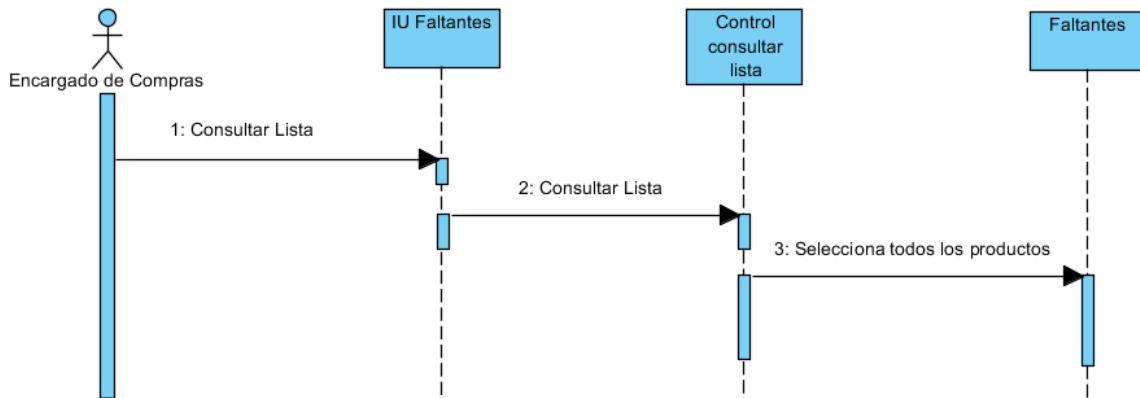 IU Faltantes
Control
consultar
lista
Faltantes
Encargado de Compras
1: Consultar Lista
2: Consultar Lista
3: Selecciona todos los productos